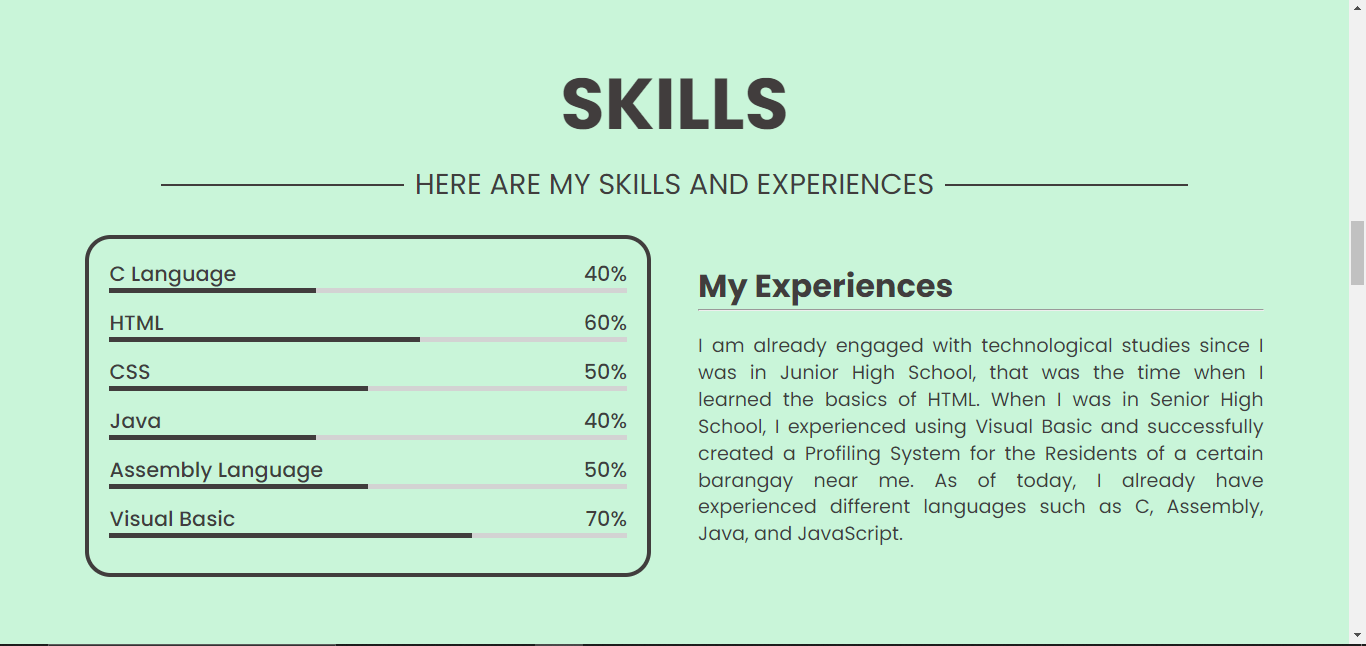 SKILLS
HERE ARE MY SKILLS AND EXPERIENCES
C Language 40%
HTML 60%
CSS 50%
Java 40%
Assembly Language 50%
Visual Basic 70%
My Experiences
I am already engaged with technological studies since I
was in Junior High School, that was the time when I
learned the basics of HTML. When I was in Senior High
School, I experienced using Visual Basic and successfully
created a Profiling System for the Residents of a certain
barangay near me. As of today, I already have
experienced different languages such as C, Assembly,
Java, and JavaScript.